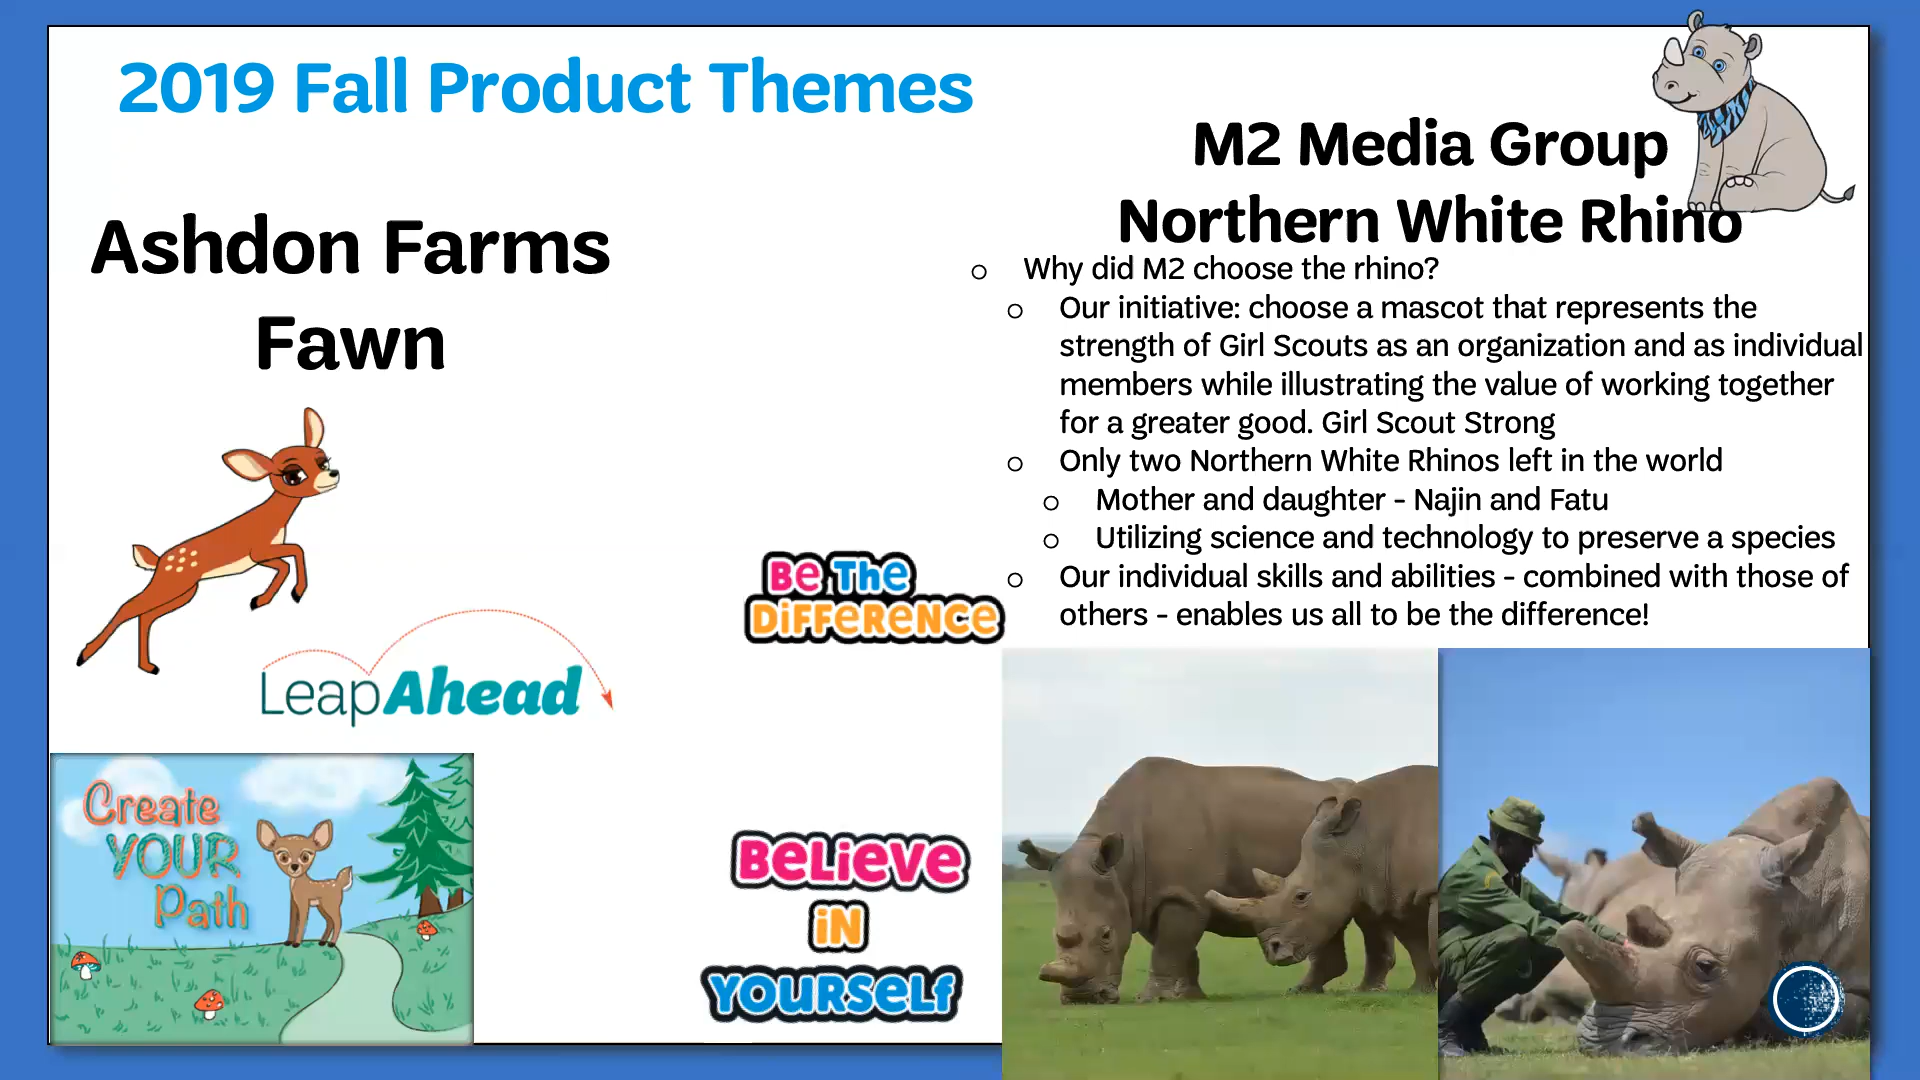 2019 Fall Product Themes
Ashdon Farms
Fawn
LeapAhead
Create
YOUR
Path
Be The
Difference
Believe
in
Yourself
M2 Media Group
Northern White Rhino
Why did M2 choose the rhino?
Our initiative: choose a mascot that represents the
strength of Girl Scouts as an organization and as individual
members while illustrating the value of working together
for a greater good. Girl Scout Strong
Only two Northern White Rhinos left in the world
Mother and daughter - Najin and Fatu
Utilizing science and technology to preserve a species
Our individual skills and abilities - combined with those of
others - enables us all to be the difference!